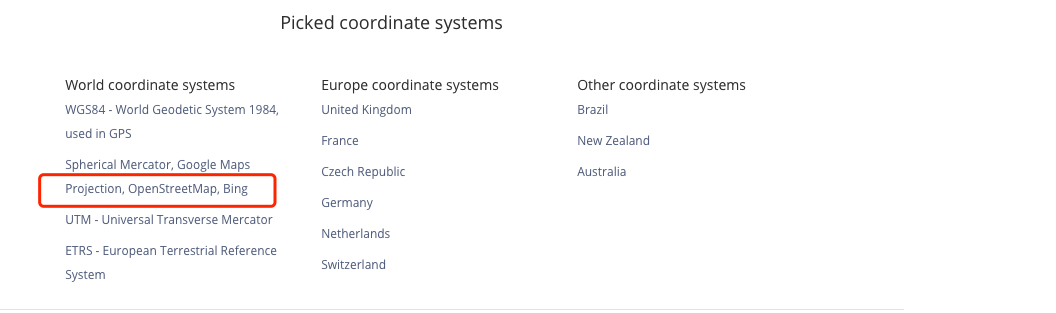 Picked coordinate systems
World coordinate systems
WGS84 - World Geodetic System 1984,
used in GPS
Spherical Mercator, Google Maps
Projection, OpenStreetMap, Bing
UTM - Universal Transverse Mercator
ETRS - European Terrestrial Reference
System
Europe coordinate systems
United Kingdom
France
Czech Republic
Germany
Netherlands
Switzerland
Other coordinate systems
Brazil
New Zealand
Australia